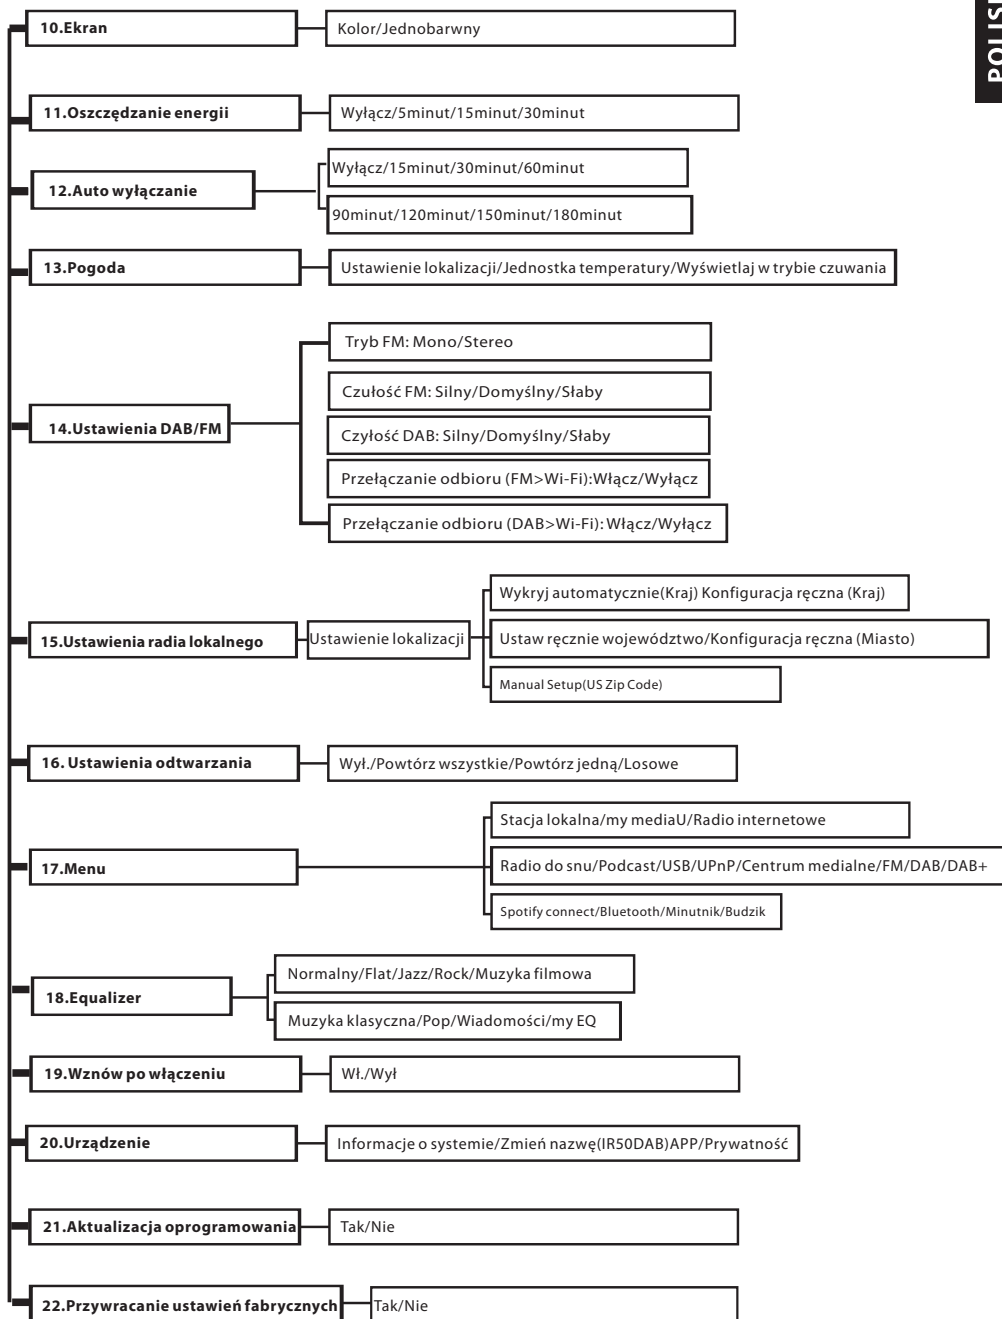 POLISH
10.Ekran
Kolor/Jednobarwny
11.Oszczędzanie energii
Wyłącz/5minut/15minut/30minut
12.Auto wyłączanie
Wyłącz/15minut/30minut/60minut
90minut/120minut/150minut/180minut
13.Pogoda
Ustawienie lokalizacji/Jednostka temperatury/Wyświetlaj w trybie czuwania
14.Ustawienia DAB/FM
Tryb FM: Mono/Stereo
Czułość FM: Silny/Domyślny/Słaby
Czyłość DAB: Silny/Domyślny/Słaby
Przełączanie odbioru (FM>Wi-Fi):Włącz/Wyłącz
Przełączanie odbioru (DAB>Wi-Fi): Włącz/Wyłącz
15.Ustawienia radia lokalnego
Ustawienie lokalizacji
Wykryj automatycznie(Kraj) Konfiguracja ręczna (Kraj)
Ustaw ręcznie województwo/Konfiguracja ręczna (Miasto)
Manual Setup(US Zip Code)
16. Ustawienia odtwarzania
Wył./Powtórz wszystkie/Powtórz jedną/Losowe
17.Menu
Stacja lokalna/my mediaU/Radio internetowe
Radio do snu/Podcast/USB/UPnP/Centrum medialne/FM/DAB/DAB+
Spotify connect/Bluetooth/Minutnik/Budzik
18.Equalizer
Normalny/Flat/Jazz/Rock/Muzyka filmowa
Muzyka klasyczna/Pop/Wiadomości/my EQ
19.Wznów po włączeniu
Wł./Wył
20.Urządzenie
Informacje o systemie/Zmień nazwę(IR50DAB)APP/Prywatność
21.Aktualizacja oprogramowania
Tak/Nie
22.Przywracanie ustawień fabrycznych
Tak/Nie